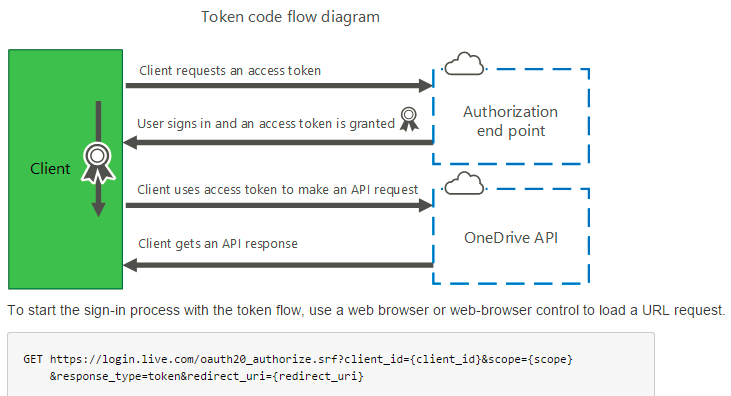 Token code flow diagram
Client requests an access token
Authorization
end point
User signs in and an access token is granted
Client
Client uses access token to make an API request
OneDrive API
Client gets an API response
To start the sign-in process with the token flow, use a web browser or web-browser control to load a URL request.
GET https://login.live.com/oauth20_authorize.srf?client_id={client_id}&scope={scope}
&response_type=token&redirect_uri={redirect_uri}